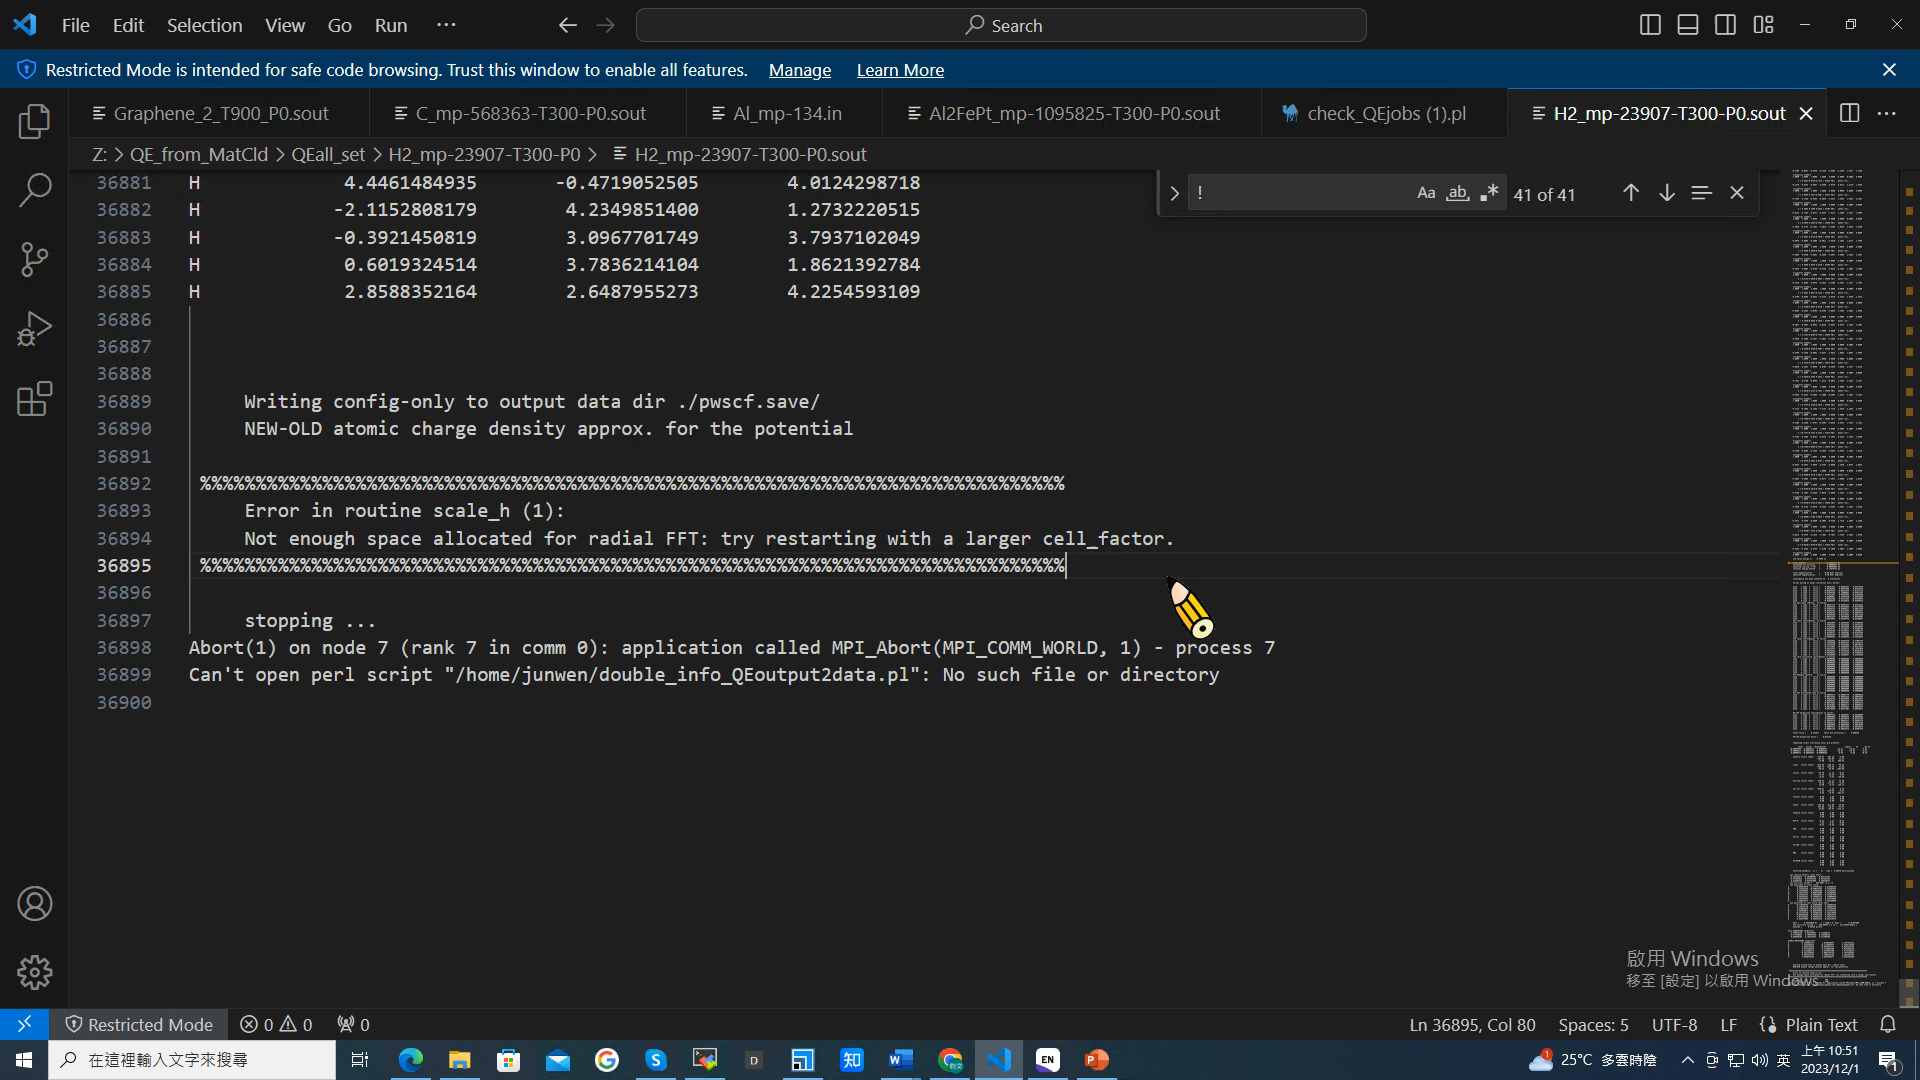 File Edit Selection View Go Run ··· Search
Restricted Mode is intended for safe code browsing. Trust this window to enable all features. Manage Learn More
Graphene_2_T900_P0.sout C_mp-568363-T300-P0.sout Al_mp-134.in Al2FePt_mp-1095825-T300-P0.sout check_QEjobs (1).pl H2_mp-23907-T300-P0.sout
Z: > QE_from_MatCld > QEall_set > H2_mp-23907-T300-P0 > H2_mp-23907-T300-P0.sout
! Aa ab 41 of 41
36881 H 4.4461484935 -0.4719052505 4.0124298718
36882 H -2.1152808179 4.2349851400 1.2732220515
36883 H -0.3921450819 3.0967701749 3.7937102049
36884 H 0.6019324514 3.7836214104 1.8621392784
36885 H 2.8588352164 2.6487955273 4.2254593109
36886
36887
36888
36889 Writing config-only to output data dir ./pwscf.save/
36890 NEW-OLD atomic charge density approx. for the potential
36891
36892 %%%%%%%%%%%%%%%%%%%%%%%%%%%%%%%%%%%%%%%%%%%%%%%%%%%%%%%%%%%%%%%%%%%%%%%%%%%%%%%%
36893 Error in routine scale_h (1):
36894 Not enough space allocated for radial FFT: try restarting with a larger cell_factor.
36895 %%%%%%%%%%%%%%%%%%%%%%%%%%%%%%%%%%%%%%%%%%%%%%%%%%%%%%%%%%%%%%%%%%%%%%%%%%%%%%%%
36896
36897 stopping ...
36898 Abort(1) on node 7 (rank 7 in comm 0): application called MPI_Abort(MPI_COMM_WORLD, 1) - process 7
36899 Can't open perl script "/home/junwen/double_info_QEoutput2data.pl": No such file or directory
36900
啟用 Windows
移至 [設定] 以啟用 Windows。
Restricted Mode 0 0 0 Ln 36895, Col 80 Spaces: 5 UTF-8 LF Plain Text
在這裡輸入文字來搜尋 D 知 EN 1 25°C 多雲時陰 英 上午 10:51 1
2023/12/1